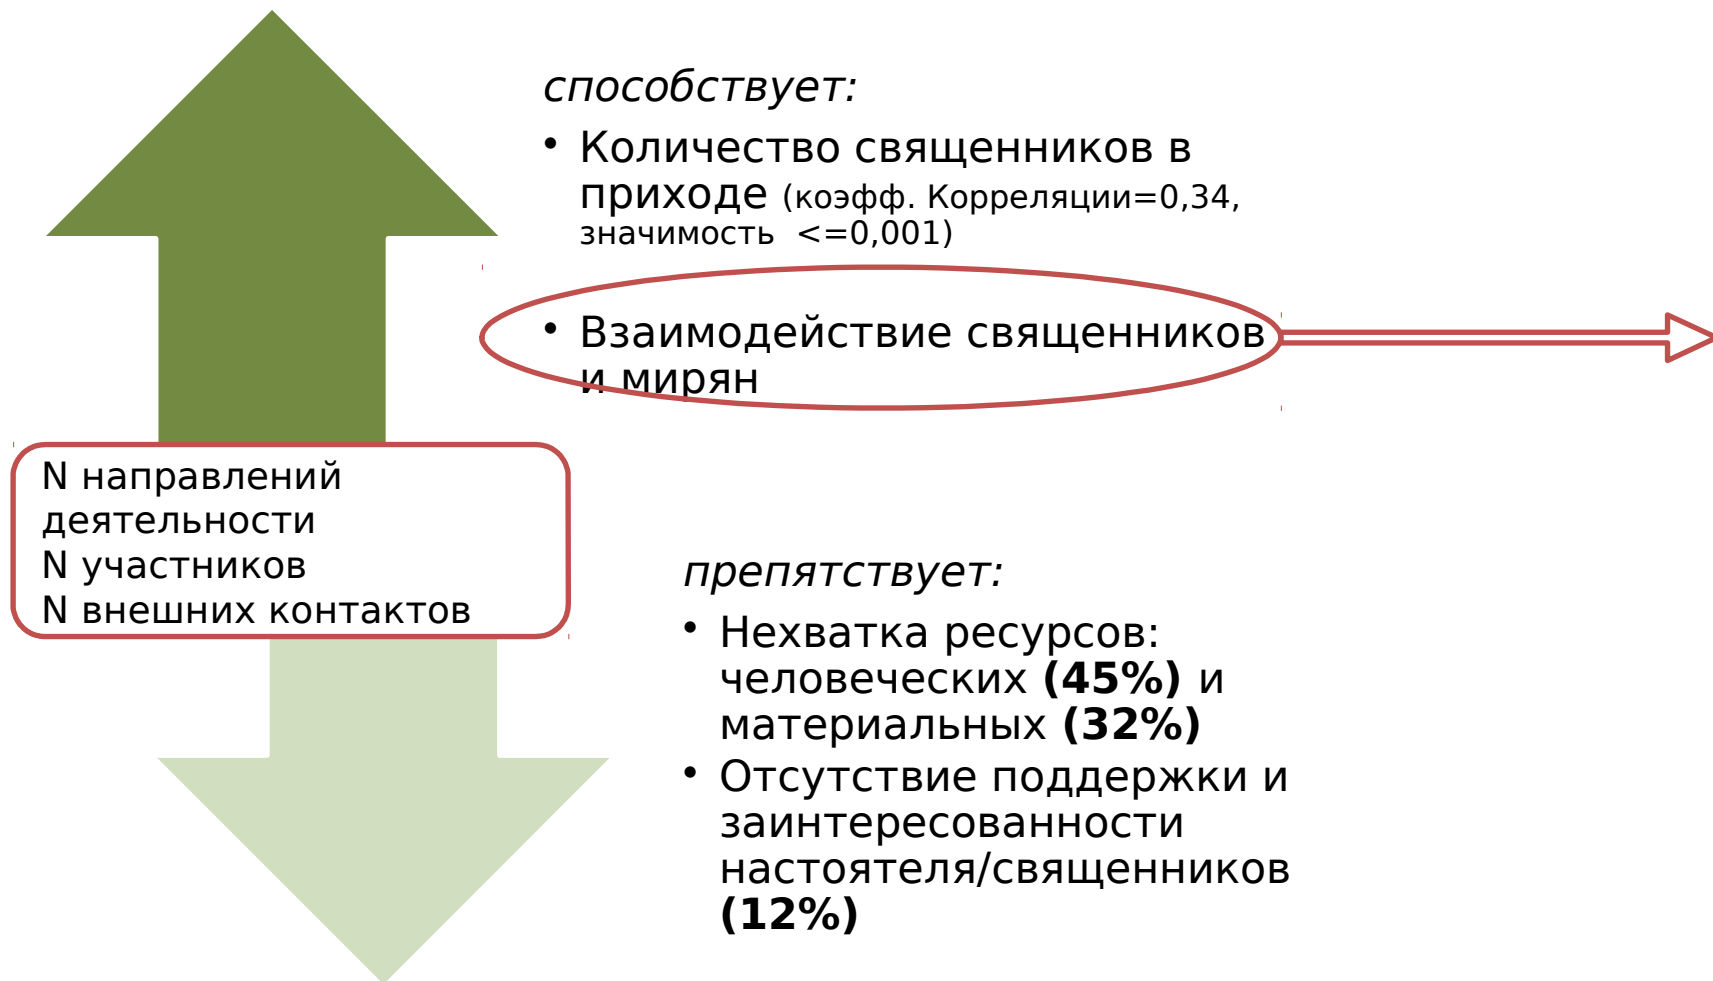 способствует:
• Количество священников в
приходе (коэфф. Корреляции=0,34,
значимость  <=0,001)
• Взаимодействие священников
и мирян
N направлений
деятельности
N участников
N внешних контактов
препятствует:
• Нехватка ресурсов:
человеческих (45%) и
материальных (32%)
• Отсутствие поддержки и
заинтересованности
настоятеля/священников
(12%)